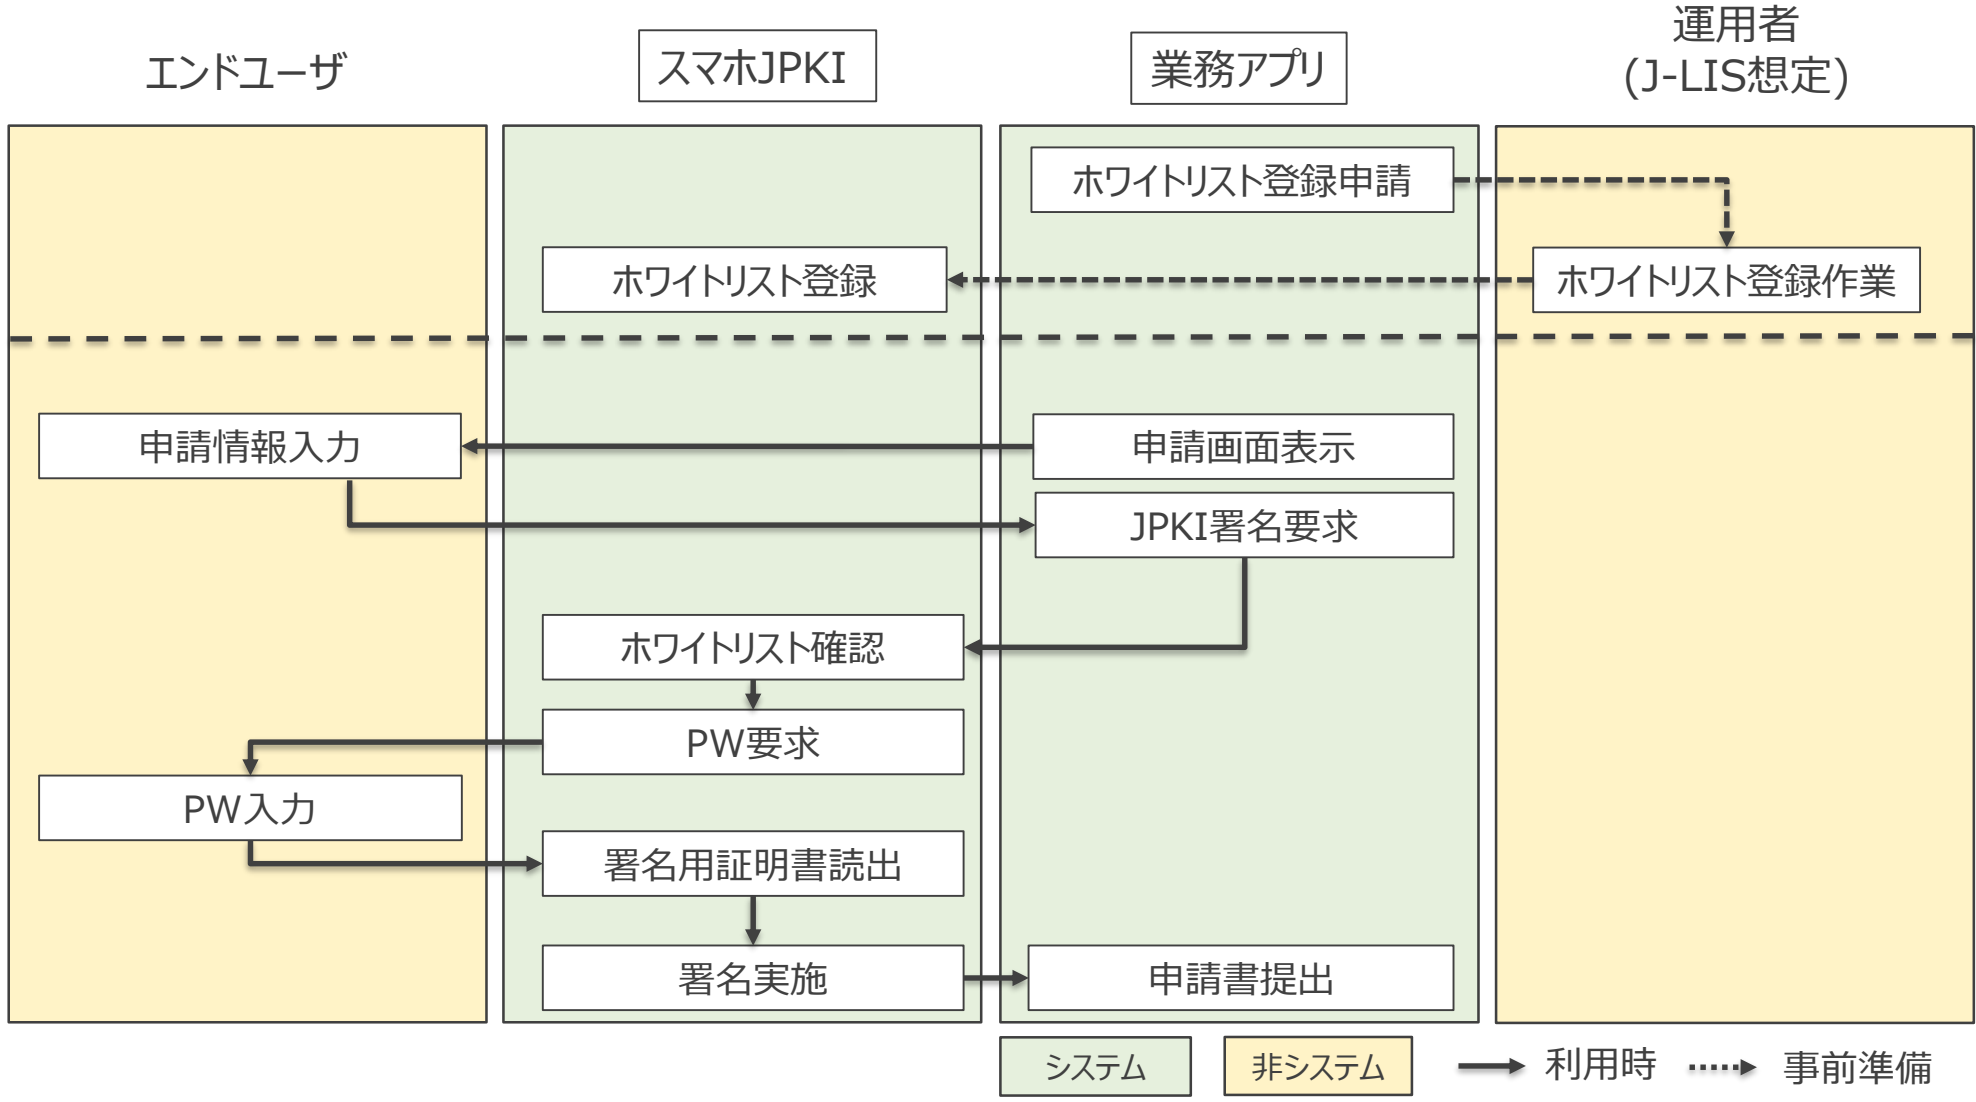 エンドユーザ
スマホJPKI
業務アプリ
運用者
(J-LIS想定)
ホワイトリスト登録申請
ホワイトリスト登録
ホワイトリスト登録作業
申請情報入力
申請画面表示
JPKI署名要求
ホワイトリスト確認
PW要求
PW入力
署名用証明書読出
署名実施
申請書提出
システム
非システム
利用時
事前準備